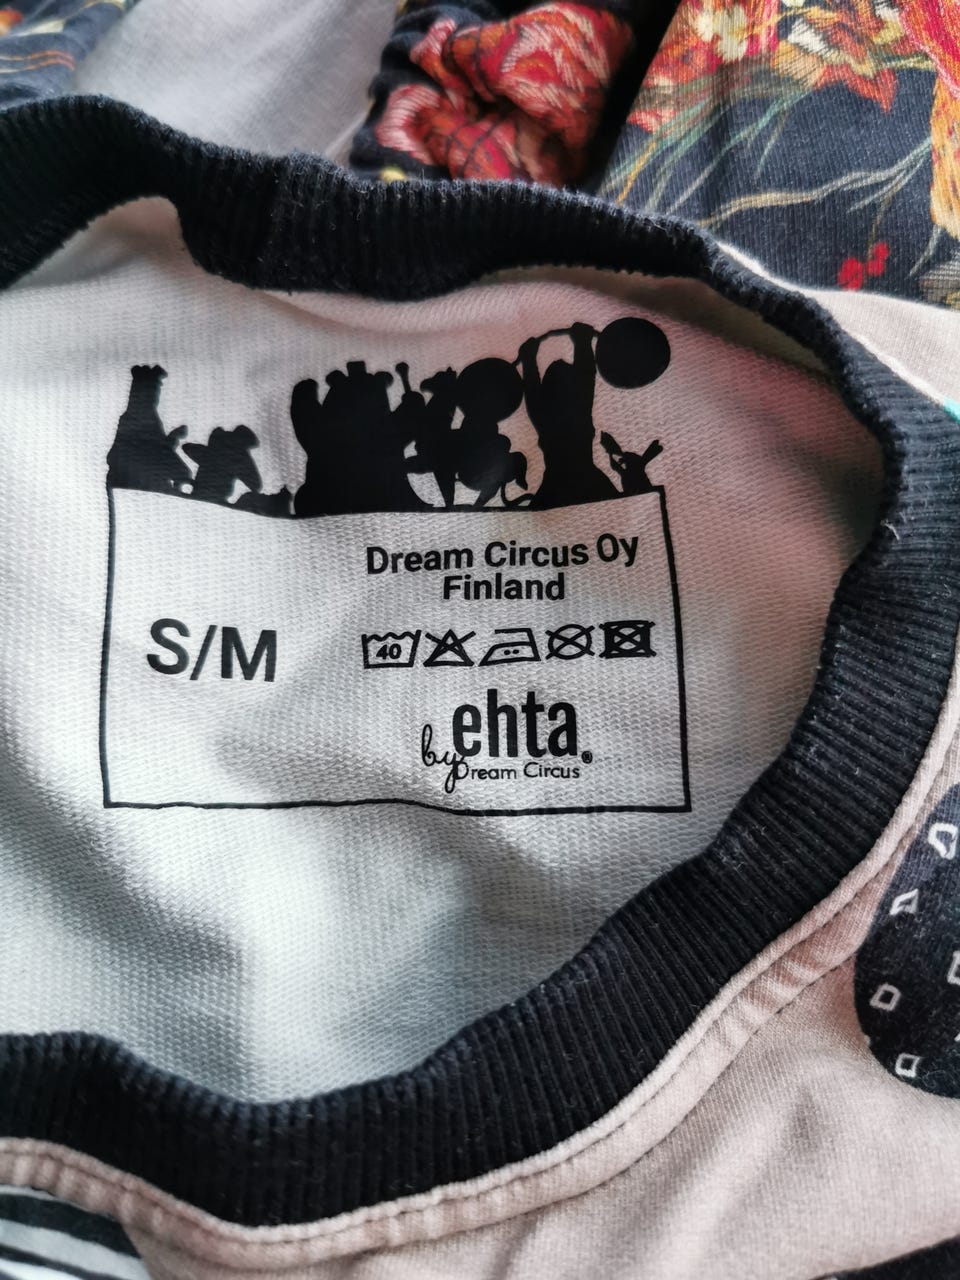 Dream Circus Oy
Finland
S/M
40
ehta®
by Dream Circus